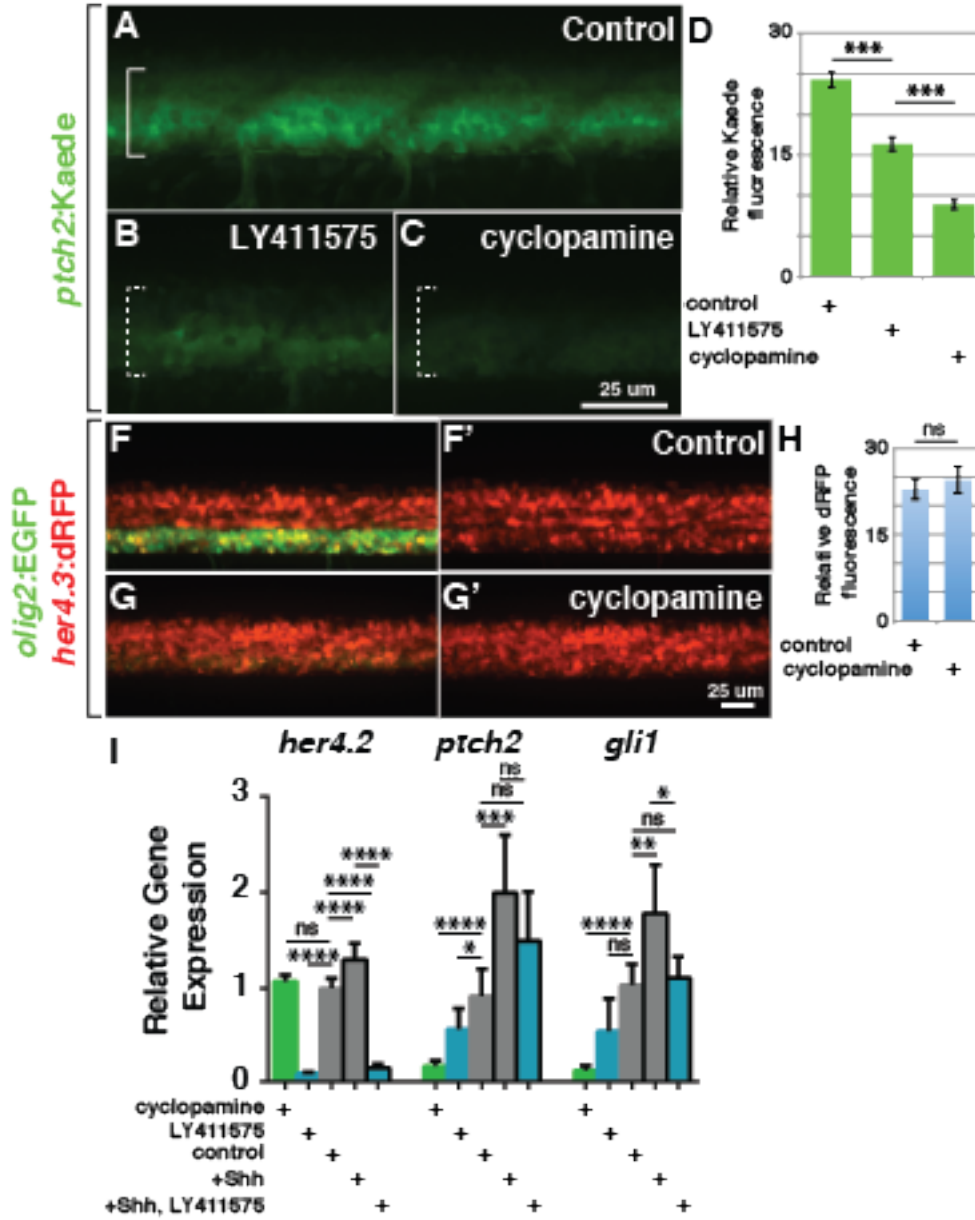 A
Control
ptch2:Kaede
B
LY411575
C
cyclopamine
25 um
D
30
15
0
Relative Kaede
fluorescence
***
***
control
+
LY411575
+
cyclopamine
+
olig2:EGFP
her4.3:dRFP
F
F'
Control
G
G'
cyclopamine
25 um
H
30
15
0
Relative dRFP
fluorescence
ns
control
+
cyclopamine
+
I
her4.2
ptch2
gli1
Relative Gene
Expression
3
2
1
0
ns
****
****
****
****
****
*
***
ns
ns
****
ns
**
ns
*
cyclopamine + + +
LY411575 + + +
control + + +
+Shh + + +
+Shh, LY411575 + + +